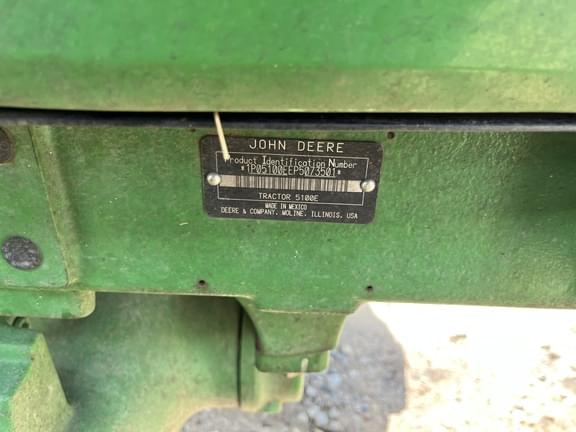 JOHN DEERE
Product Identification Number
*1P05100EEP5073501*
TRACTOR 5100E
MADE IN MEXICO
DEERE & COMPANY, MOLINE, ILLINOIS, USA